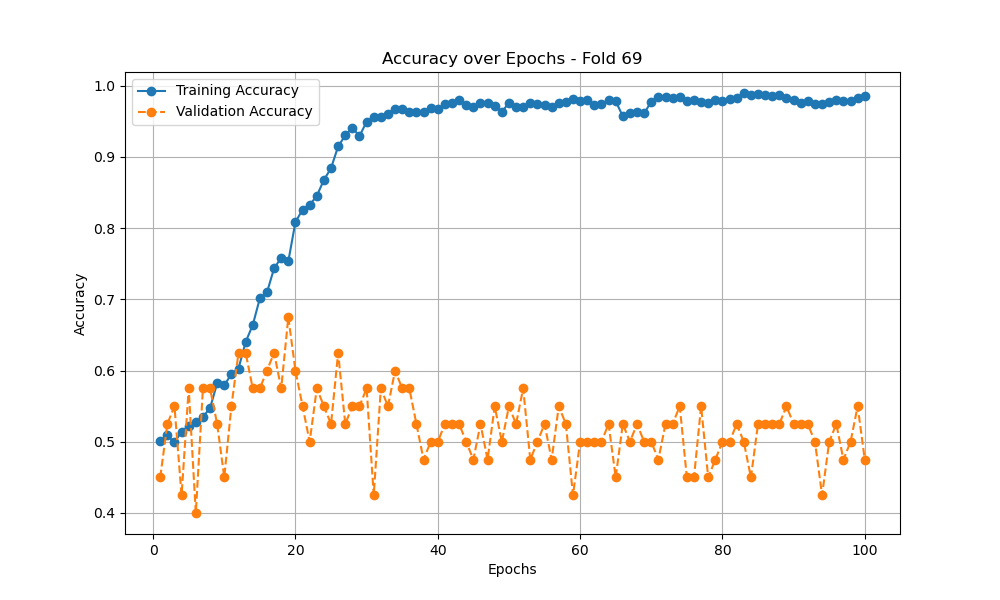 Accuracy over Epochs - Fold 69
Training Accuracy
Validation Accuracy
1.0
0.9
0.8
0.7
0.6
0.5
0.4
Accuracy
0 20 40 60 80 100
Epochs